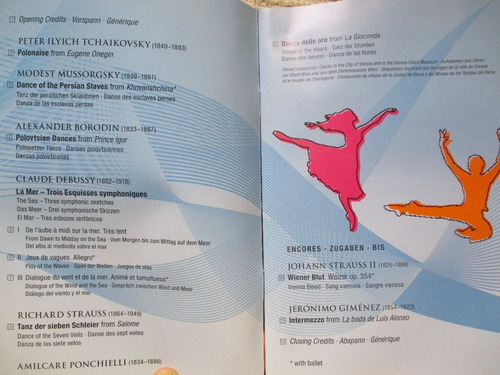 1 Opening Credits · Vorspann · Générique
PETER ILYICH TCHAIKOVSKY (1840–1893)
2 Polonaise from Eugene Onegin
MODEST MUSSORGSKY (1839–1881)
3 Dance of the Persian Slaves from Khovanshchina*
Tanz der persischen Sklavinnen · Danse des esclaves perses
Danza de las esclavas persas
ALEXANDER BORODIN (1833–1887)
4 Polovtsian Dances from Prince Igor
Polowetzer Tänze · Danses polovtsiennes
Danzas polovtsianas
CLAUDE DEBUSSY (1862–1918)
La Mer – Trois Esquisses symphoniques
The Sea – Three symphonic sketches
Das Meer – Drei symphonische Skizzen
El Mar – Tres esbozos sinfónicos
5 I De l'aube à midi sur la mer. Très lent
From Dawn to Midday on the Sea · Vom Morgen bis zum Mittag auf dem Meer
Del alba al mediodía sobre el mar
6 II Jeux de vagues. Allegro*
Play of the Waves · Spiel der Wellen · Juegos de olas
7 III Dialogue du vent et de la mer. Animé et tumultueux*
Dialogue of the Wind and the Sea · Gespräch zwischen Wind und Meer
Diálogo del viento y el mar
RICHARD STRAUSS (1864–1949)
8 Tanz der sieben Schleier from Salome
Dance of the Seven Veils · Danse des sept voiles
Danza de los siete velos
AMILCARE PONCHIELLI (1834–1886)
9 Danza delle ore from La Gioconda
Dance of the Hours · Tanz der Stunden
Danse des heures · Danza de las horas
ENCORES · ZUGABEN · BIS
JOHANN STRAUSS II (1825–1899)
Wiener Blut. Walzer op. 354*
Vienna Blood · Sang viennois · Sangre vienesa
JERÓNIMO GIMÉNEZ (1854–1923)
Intermezzo from La boda de Luis Alonso
Closing Credits · Abspann · Générique
* with ballet